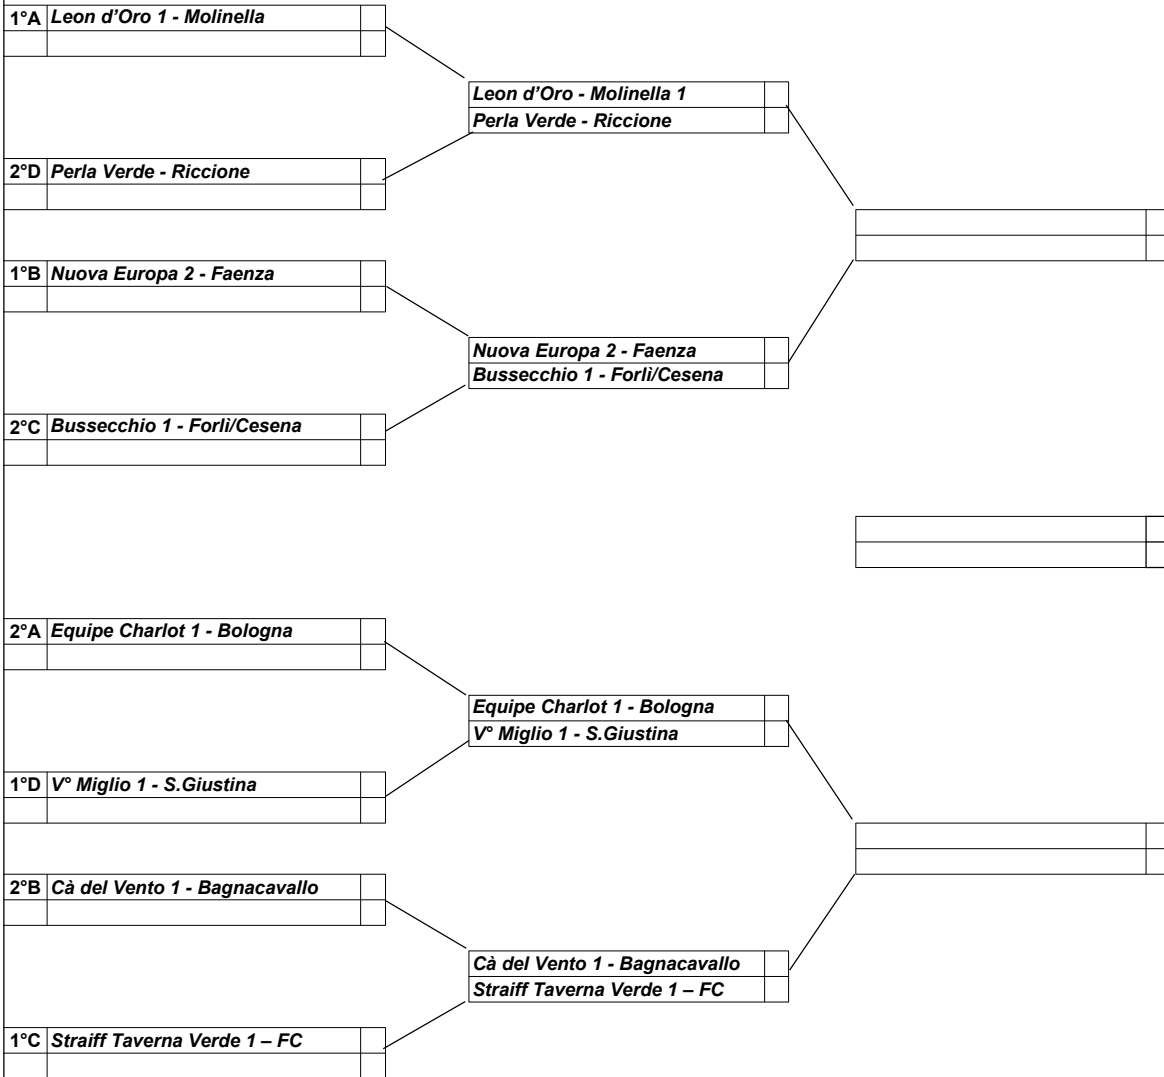 1°A Leon d’Oro 1 - Molinella
Leon d’Oro - Molinella 1
Perla Verde - Riccione
2°D Perla Verde - Riccione
1°B Nuova Europa 2 - Faenza
Nuova Europa 2 - Faenza
Bussecchio 1 - Forlì/Cesena
2°C Bussecchio 1 - Forlì/Cesena
2°A Equipe Charlot 1 - Bologna
Equipe Charlot 1 - Bologna
V° Miglio 1 - S.Giustina
1°D V° Miglio 1 - S.Giustina
2°B Cà del Vento 1 - Bagnacavallo
Cà del Vento 1 - Bagnacavallo
Straiff Taverna Verde 1 – FC
1°C Straiff Taverna Verde 1 – FC